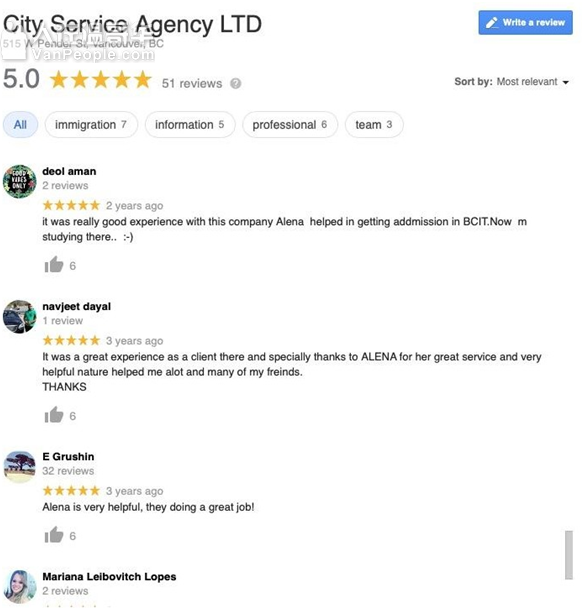 City Service Agency LTD
Write a review
515 W Pender St, Vancouver, BC
人在温哥华
VanPeople.com
5.0 51 reviews
Sort by: Most relevant
All
immigration 7
information 5
professional 6
team 3
GOOD
VIBES
ONLY
deol aman
2 reviews
2 years ago
it was really good experience with this company Alena helped in getting addmission in BCIT.Now m
studying there.. :-)
6
navjeet dayal
1 review
3 years ago
It was a great experience as a client there and specially thanks to ALENA for her great service and very
helpful nature helped me alot and many of my freinds.
THANKS
6
E Grushin
32 reviews
3 years ago
Alena is very helpful, they doing a great job!
6
Mariana Leibovitch Lopes
2 reviews